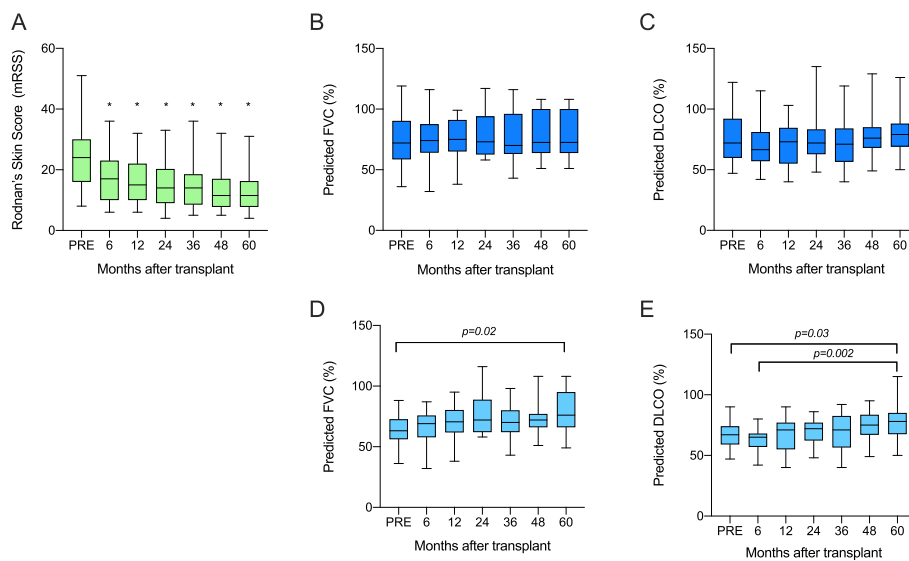 A
60
40
20
0
Rodnan's Skin Score (mRSS)
* * * * * *
PRE 6 12 24 36 48 60
Months after transplant
B
150
100
50
0
Predicted FVC (%)
PRE 6 12 24 36 48 60
Months after transplant
C
150
100
50
0
Predicted DLCO (%)
PRE 6 12 24 36 48 60
Months after transplant
D
150
100
50
0
Predicted FVC (%)
p=0.02
PRE 6 12 24 36 48 60
Months after transplant
E
150
100
50
0
Predicted DLCO (%)
p=0.03
p=0.002
PRE 6 12 24 36 48 60
Months after transplant